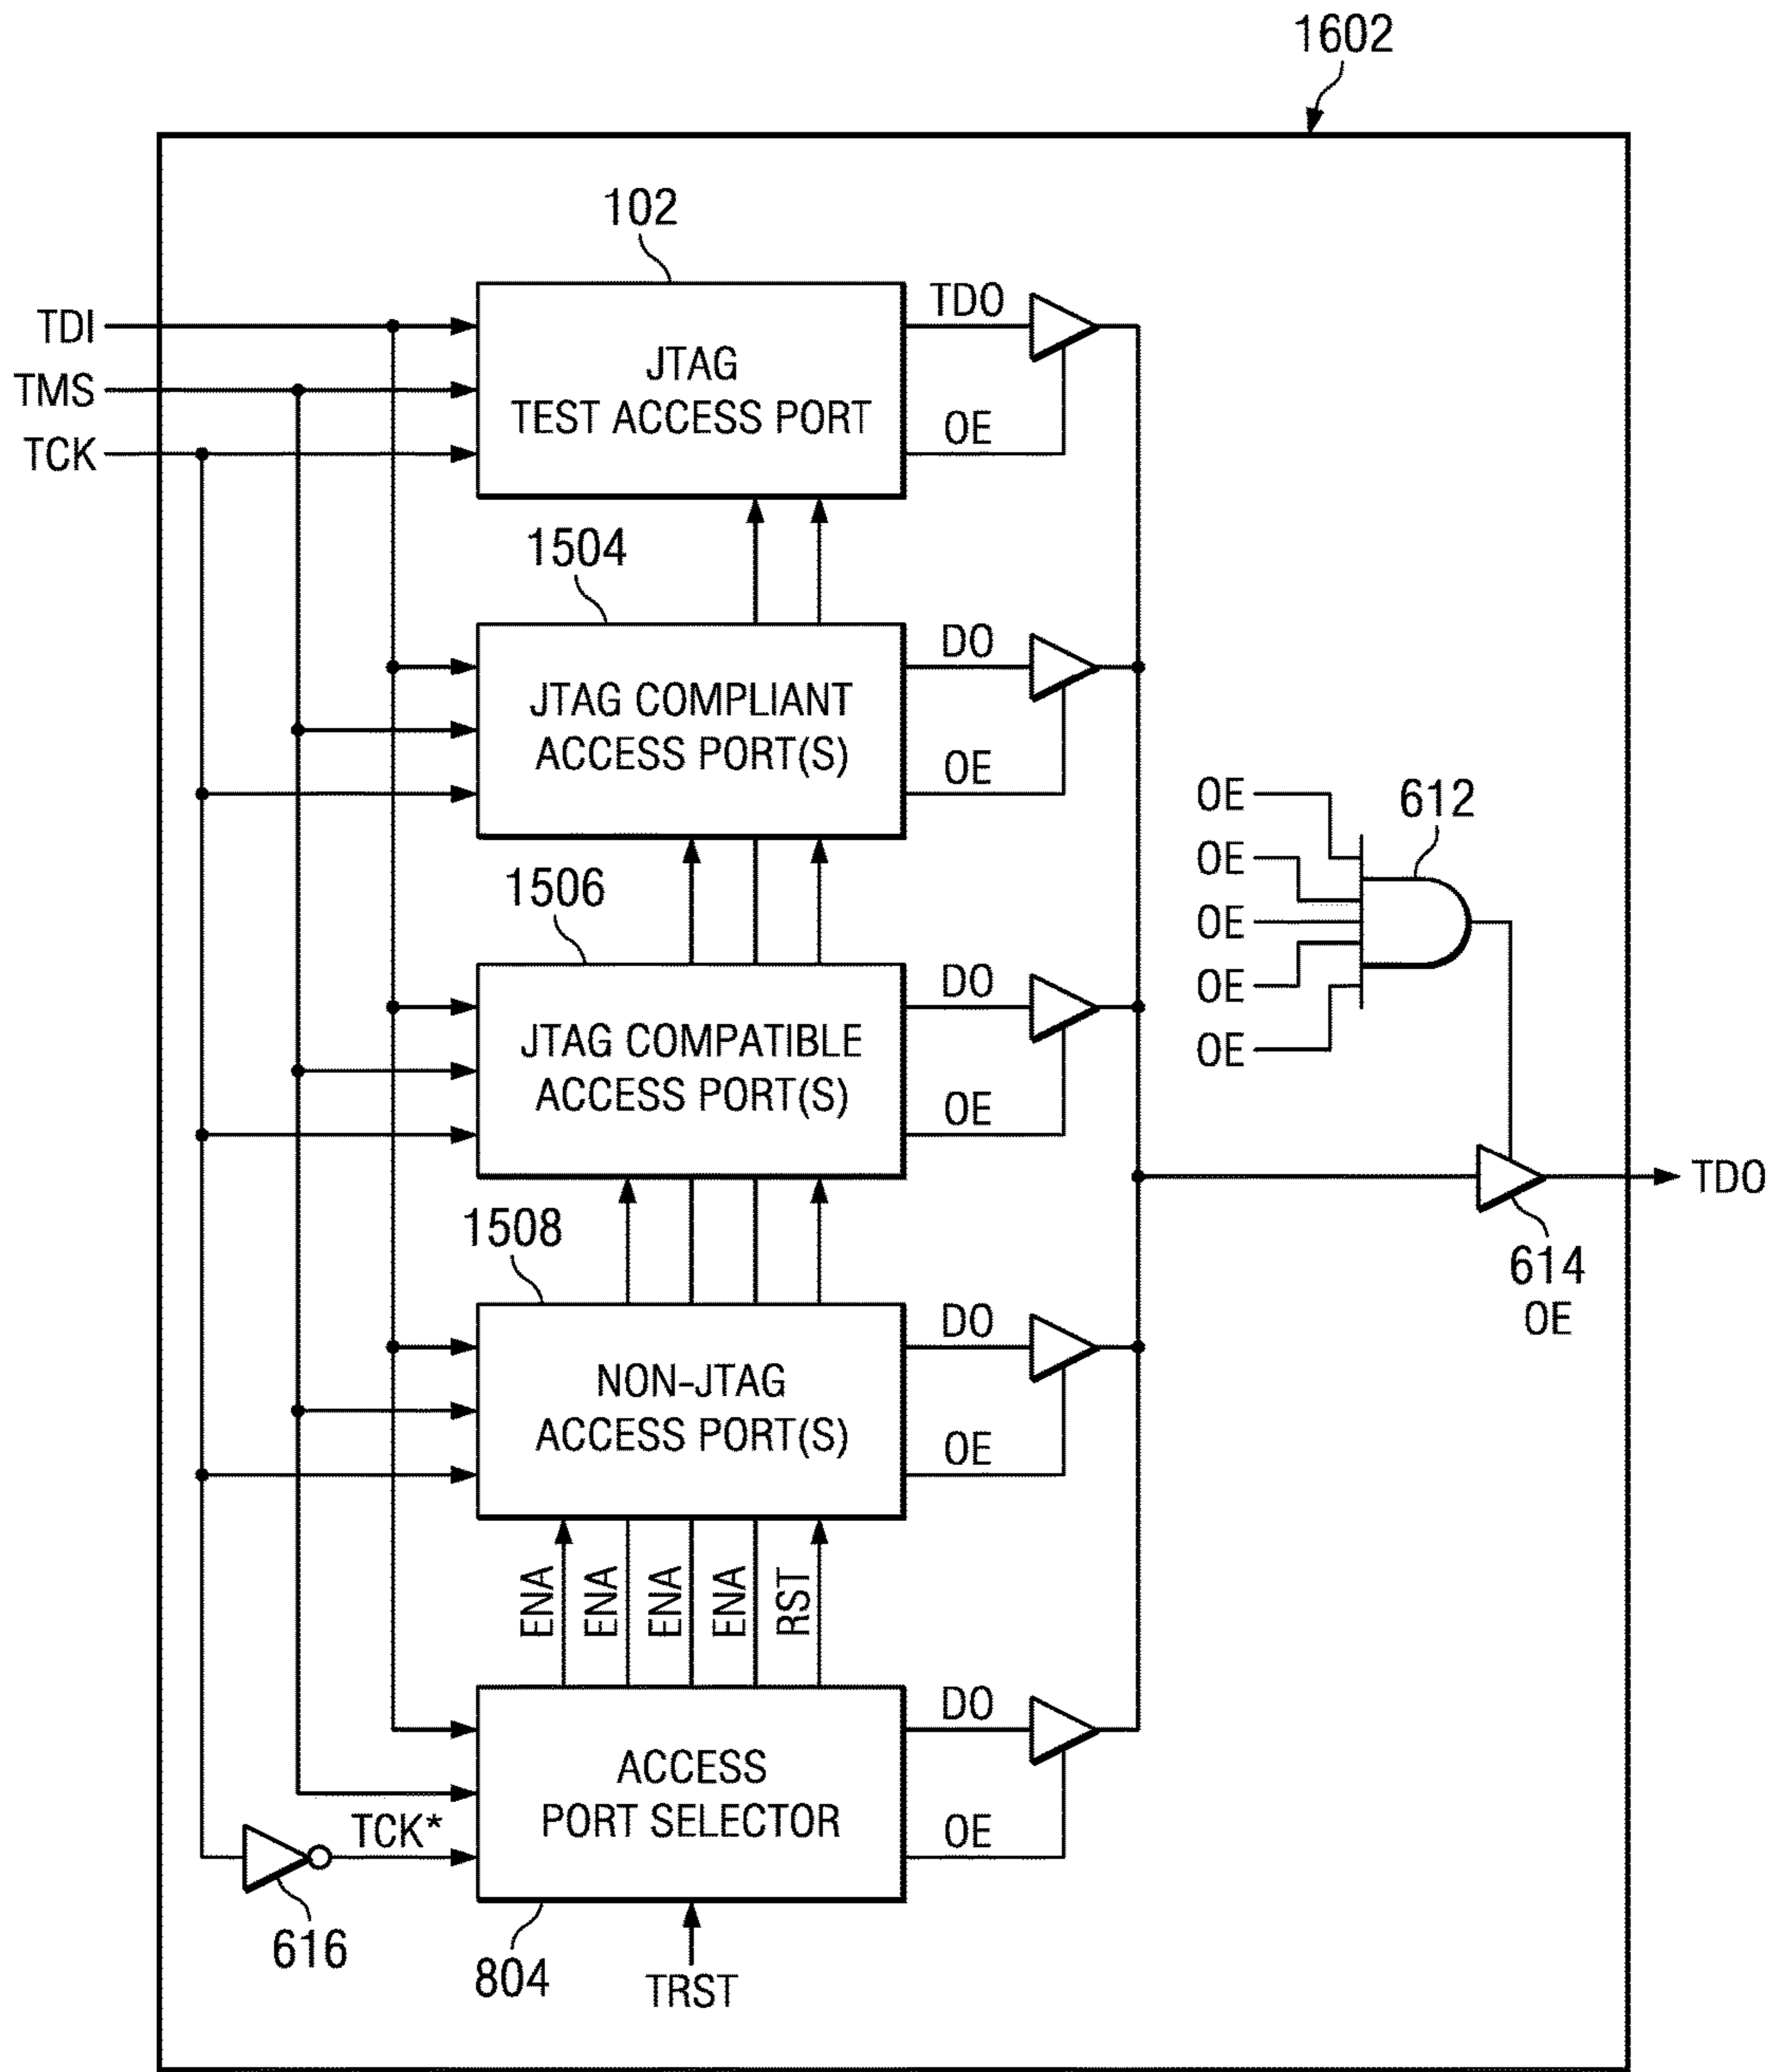 1602
102
TDI
TMS
TCK
JTAG
TEST ACCESS PORT
TDO
OE
1504
JTAG COMPLIANT
ACCESS PORT(S)
DO
OE
OE
OE
OE
OE
OE
612
1506
JTAG COMPATIBLE
ACCESS PORT(S)
DO
OE
TDO
614
OE
1508
NON-JTAG
ACCESS PORT(S)
DO
OE
ENA
ENA
ENA
ENA
RST
ACCESS
PORT SELECTOR
DO
OE
TCK*
616
804
TRST